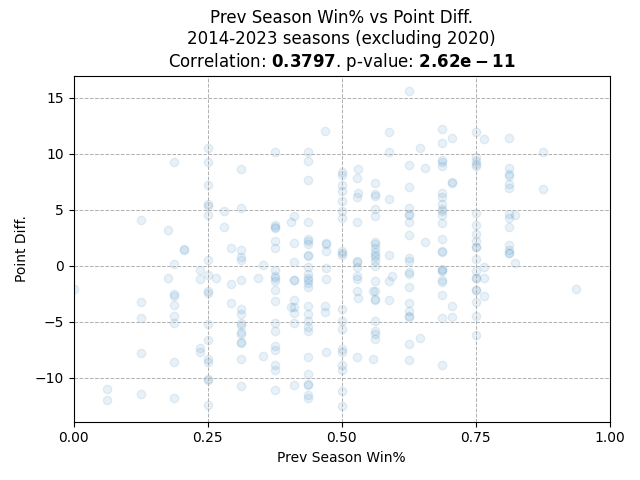 Prev Season Win% vs Point Diff.
2014-2023 seasons (excluding 2020)
Correlation: 0.3797. p-value: 2.62e − 11
15
10
5
0
−5
−10
Point Diff.
0.00 0.25 0.50 0.75 1.00
Prev Season Win%